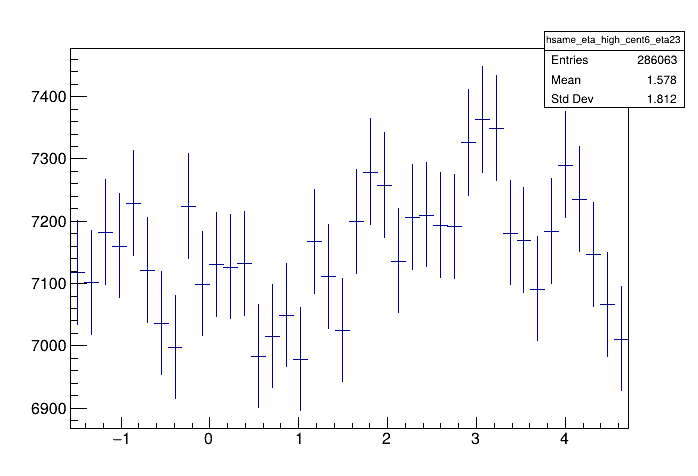 hsame_eta_high_cent6_eta23
Entries 286063
Mean 1.578
Std Dev 1.812
7400
7300
7200
7100
7000
6900
−1 0 1 2 3 4